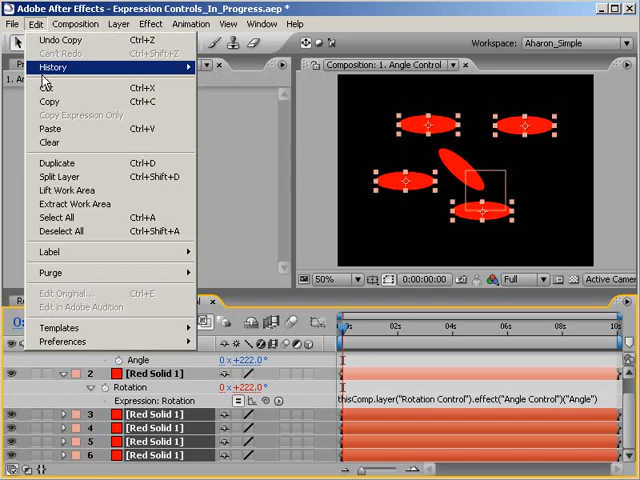 Adobe After Effects - Expression_Controls_In_Progress.aep *
File Edit Composition Layer Effect Animation View Window Help
Workspace: Aharon_Simple
Undo Copy Ctrl+Z
Can't Redo Ctrl+Shift+Z
History
Cut Ctrl+X
Copy Ctrl+C
Copy Expression Only
Paste Ctrl+V
Clear
Duplicate Ctrl+D
Split Layer Ctrl+Shift+D
Lift Work Area
Extract Work Area
Select All Ctrl+A
Deselect All Ctrl+Shift+A
Label
Purge
Edit Original... Ctrl+E
Edit in Adobe Audition
Templates
Preferences
Composition: 1. Angle Control
50% 0:00:00:00 Full Active Camer
02s 04s 06s 08s 10s
Angle 0 x+222.0°
2 [Red Solid 1]
Rotation 0 x+222.0°
Expression: Rotation thisComp.layer("Rotation Control").effect("Angle Control")("Angle")
3 [Red Solid 1]
4 [Red Solid 1]
5 [Red Solid 1]
6 [Red Solid 1]